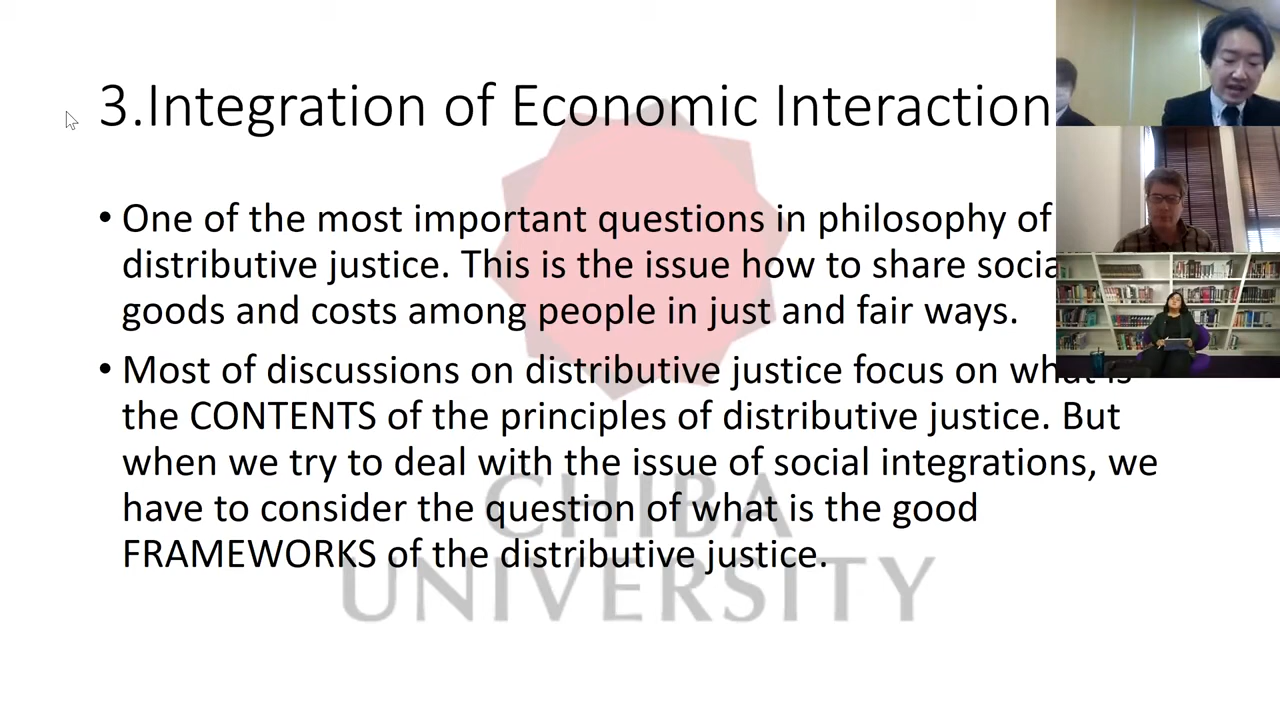 3.Integration of Economic Interaction
• One of the most important questions in philosophy of
distributive justice. This is the issue how to share socia
goods and costs among people in just and fair ways.
• Most of discussions on distributive justice focus on what is
the CONTENTS of the principles of distributive justice. But
when we try to deal with the issue of social integrations, we
have to consider the question of what is the good
FRAMEWORKS of the distributive justice.
CHIBA
UNIVERSITY